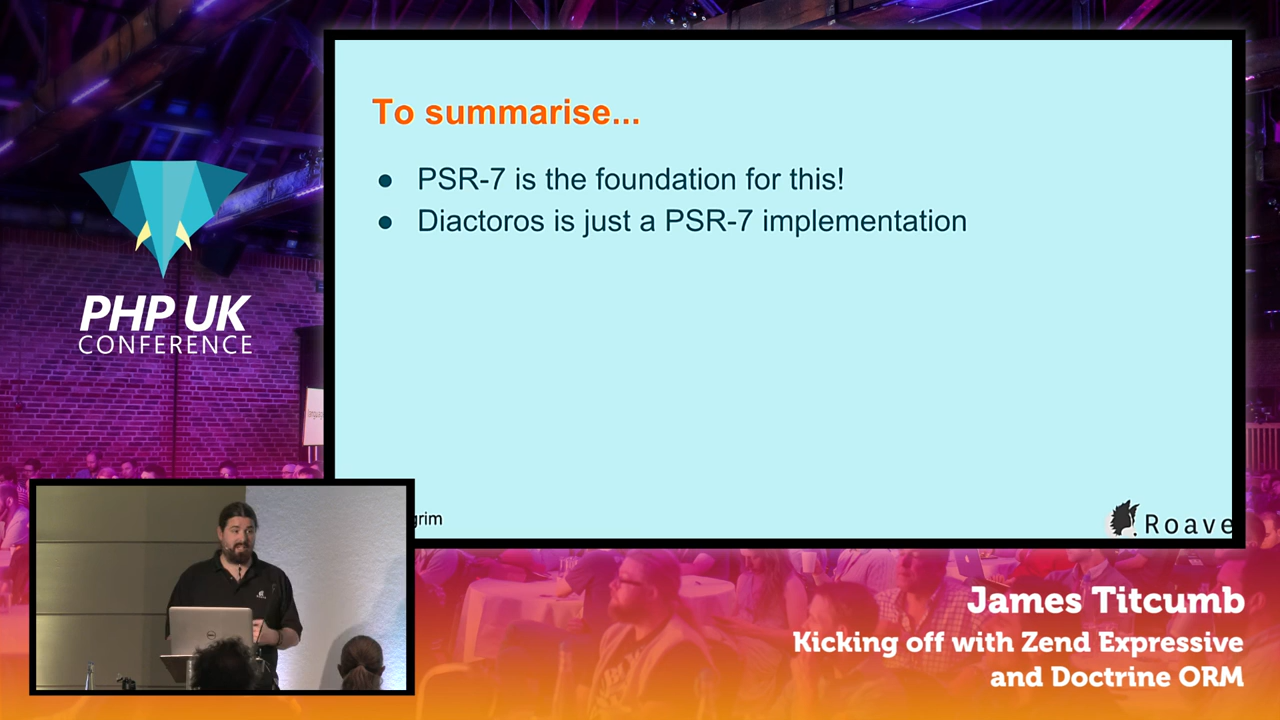 To summarise...
● PSR-7 is the foundation for this!
● Diactoros is just a PSR-7 implementation
PHP UK
CONFERENCE
grim
Roave
James Titcumb
Kicking off with Zend Expressive
and Doctrine ORM